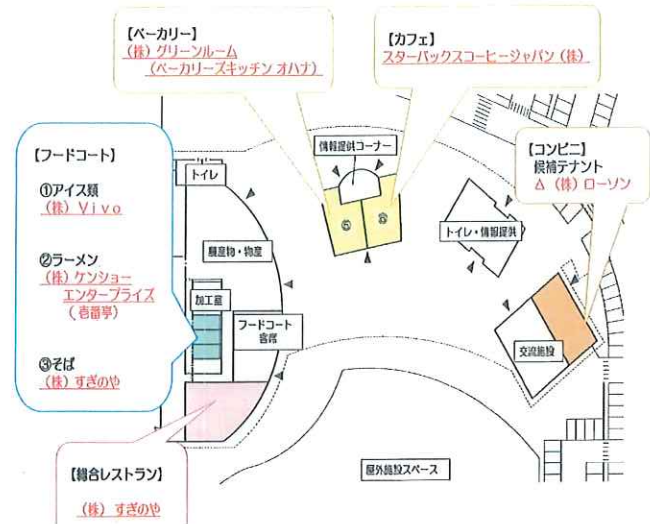 【ベーカリー】
(株) グリーンルーム
(ベーカリーズキッチン オハナ)
【カフェ】
スターバックスコーヒージャパン (株)
【フードコート】
①アイス類
(株) Vivo
②ラーメン
(株) ケンショー
エンタープライズ
(壱番亭)
③そば
(株) すぎのや
【コンビニ】
候補テナント
Δ (株) ローソン
情報提供コーナー
トイレ
⑤
⑥
トイレ・情報提供
農産物・物産
加工室
フードコート
客席
交流施設
屋外施設スペース
【総合レストラン】
(株) すぎのや